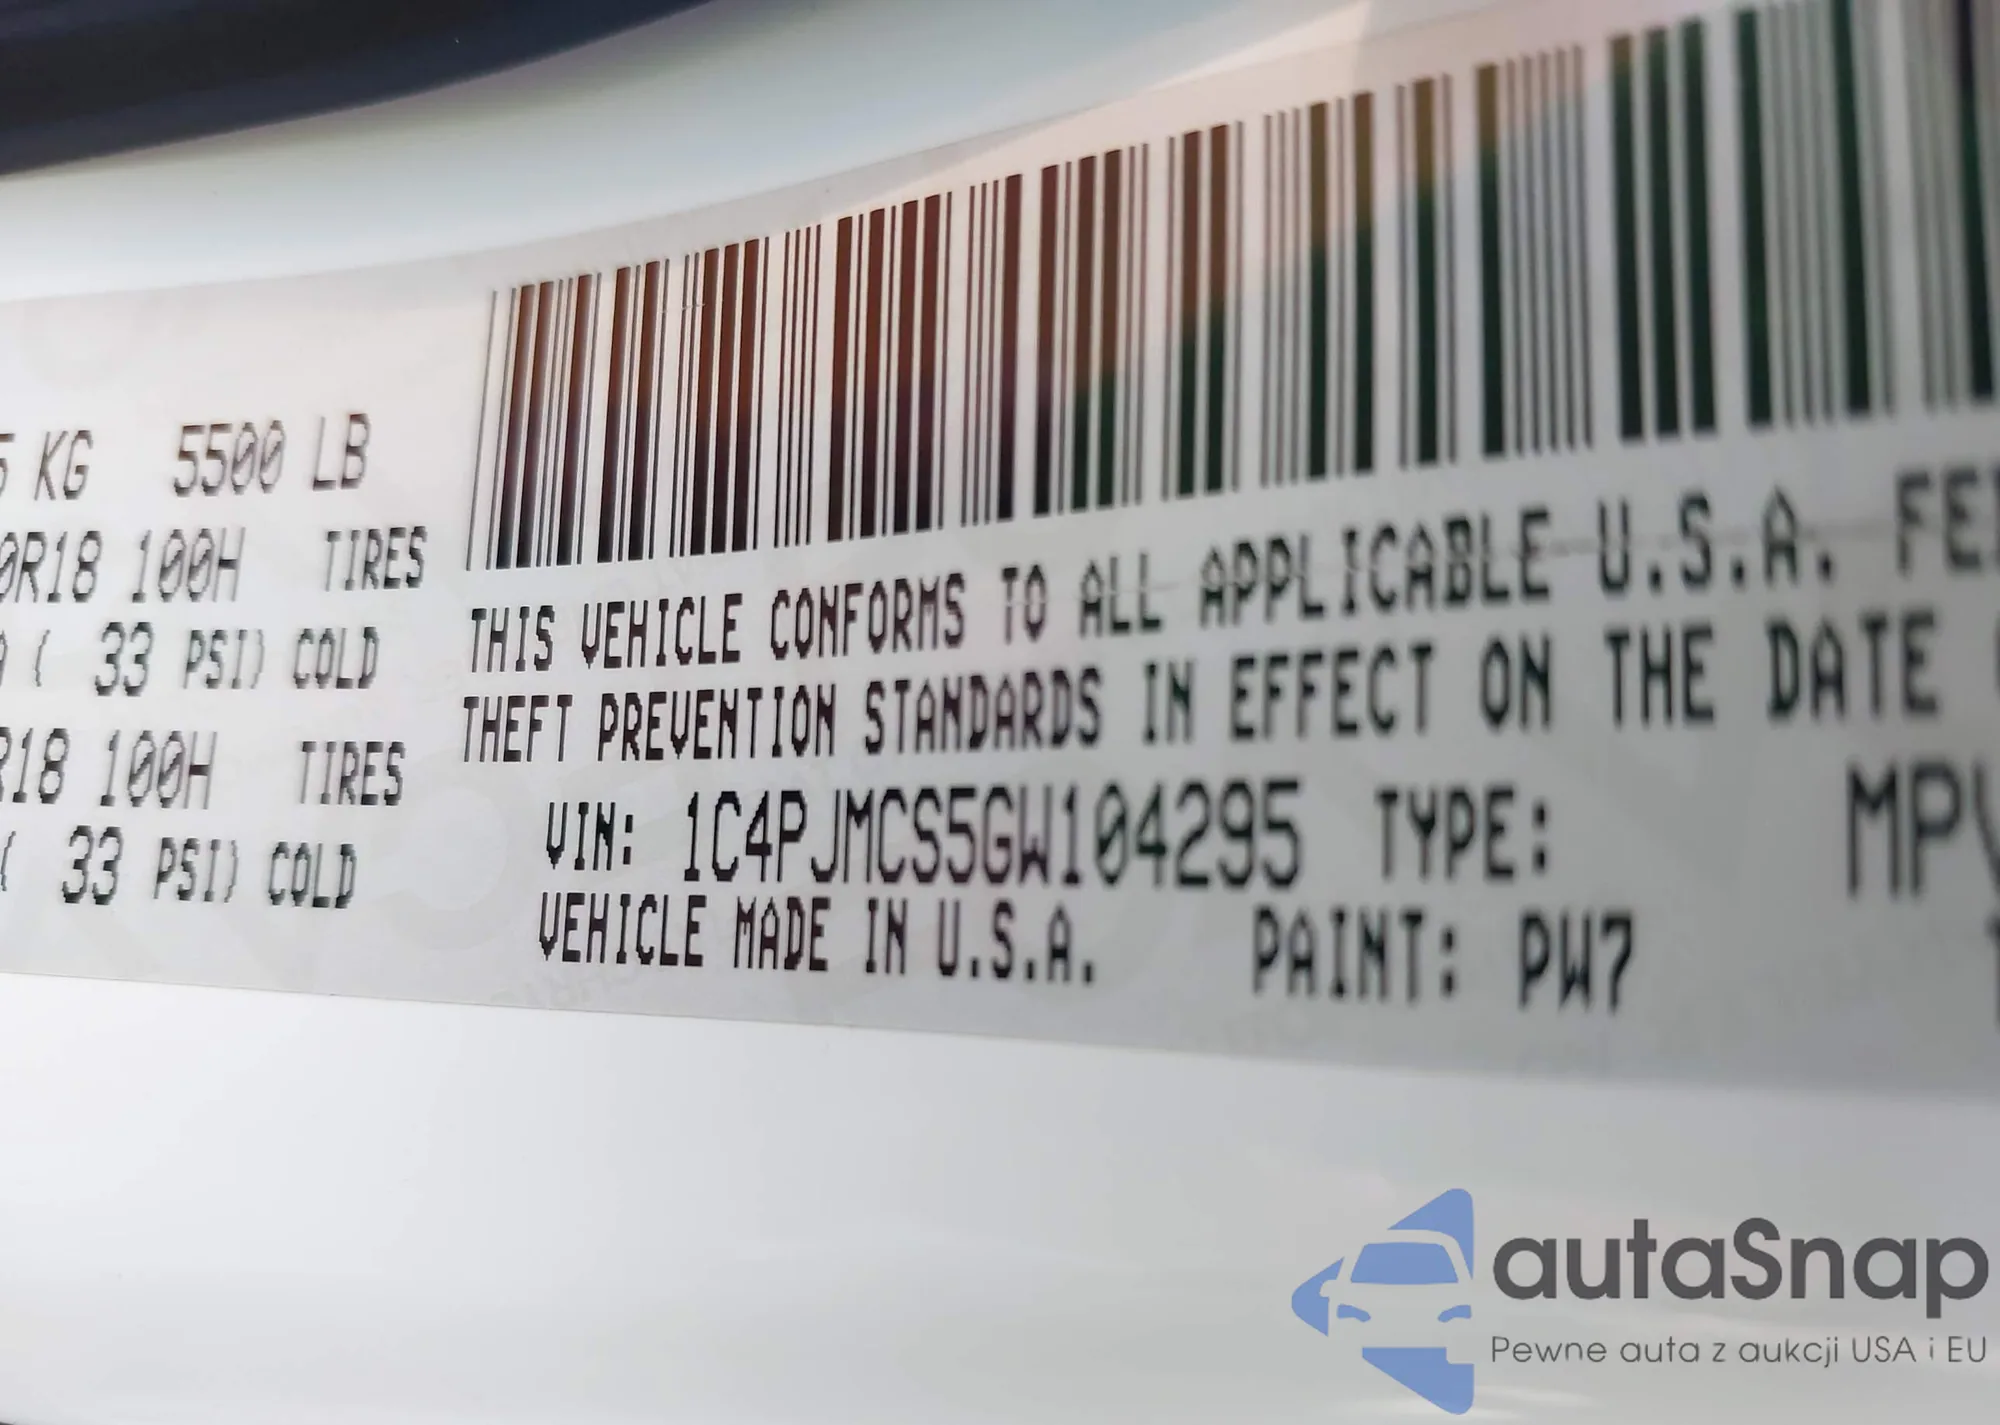 5 KG 5500 LB
0R18 100H TIRES
( 33 PSI) COLD
R18 100H TIRES
( 33 PSI) COLD
THIS VEHICLE CONFORMS TO ALL APPLICABLE U.S.A. FE
THEFT PREVENTION STANDARDS IN EFFECT ON THE DATE
VIN: 1C4PJMCS5GW104295 TYPE: MPV
VEHICLE MADE IN U.S.A. PAINT: PW7
autaSnap
Pewne auta z aukcji USA i EU